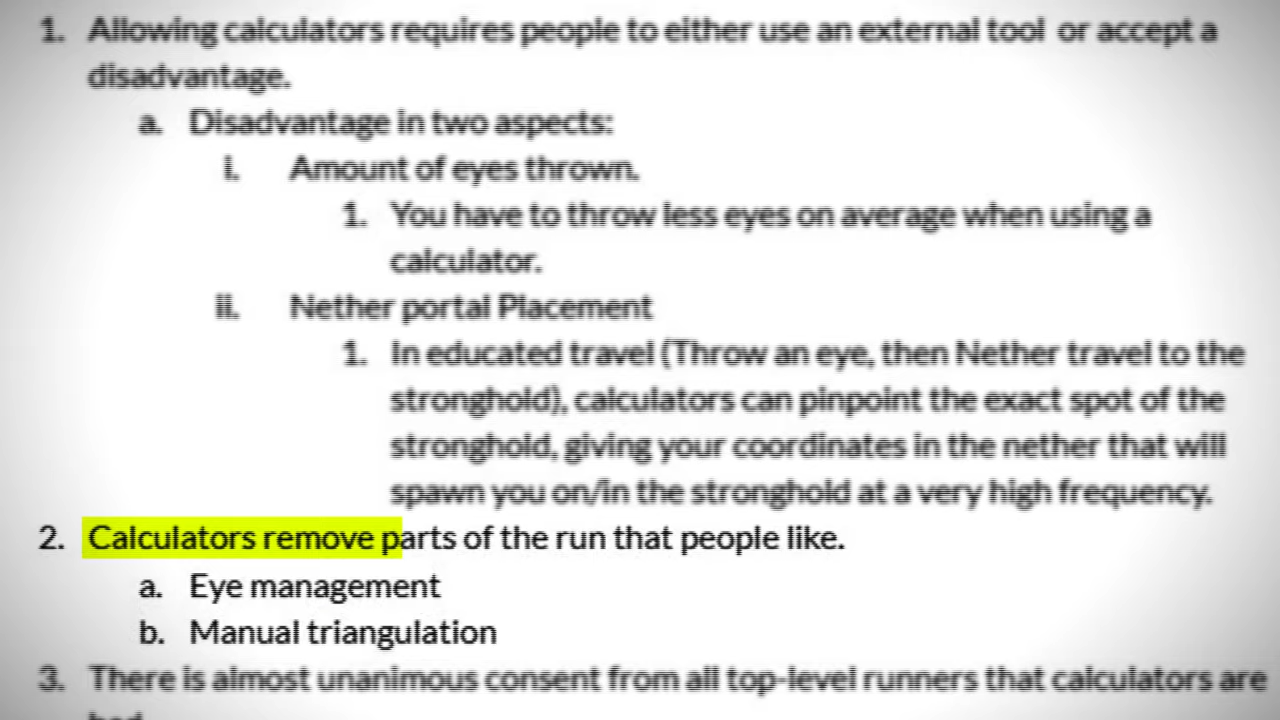 1. Allowing calculators requires people to either use an external tool or accept a
disadvantage.
a. Disadvantage in two aspects:
i. Amount of eyes thrown.
1. You have to throw less eyes on average when using a
calculator.
ii. Nether portal Placement
1. In educated travel (Throw an eye, then Nether travel to the
stronghold), calculators can pinpoint the exact spot of the
stronghold, giving your coordinates in the nether that will
spawn you on/in the stronghold at a very high frequency.
2. Calculators remove parts of the run that people like.
a. Eye management
b. Manual triangulation
3. There is almost unanimous consent from all top-level runners that calculators are